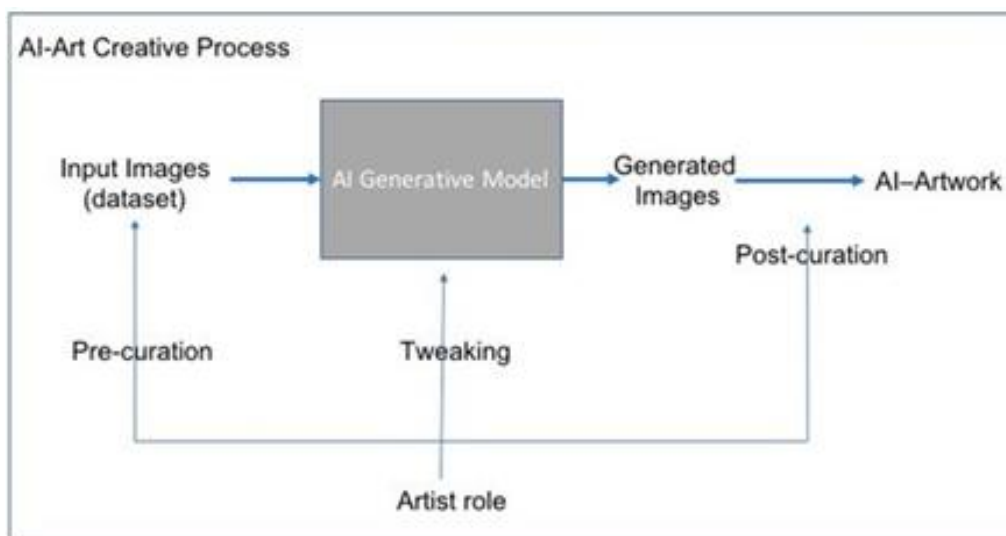 AI-Art Creative Process
Input Images
(dataset)
AI Generative Model
Generated
Images
AI–Artwork
Post-curation
Pre-curation
Tweaking
Artist role